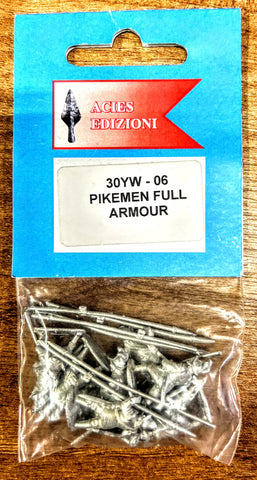 ACIES
EDIZIONI
30YW - 06
PIKEMEN FULL
ARMOUR